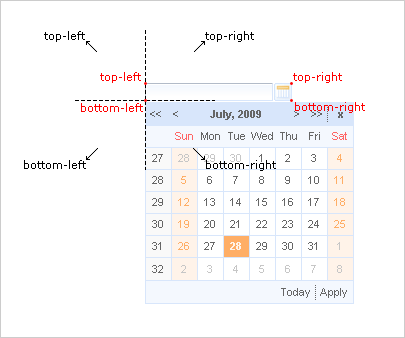 top-left top-right
top-left top-right
bottom-left bottom-right
<< < July, 2009 > >> x
Sun Mon Tue Wed Thu Fri Sat
27 28 29 30 1 2 3 4
28 5 6 7 8 9 10 11
29 12 13 14 15 16 17 18
30 19 20 21 22 23 24 25
31 26 27 28 29 30 31 1
32 2 3 4 5 6 7 8
bottom-left bottom-right
Today Apply